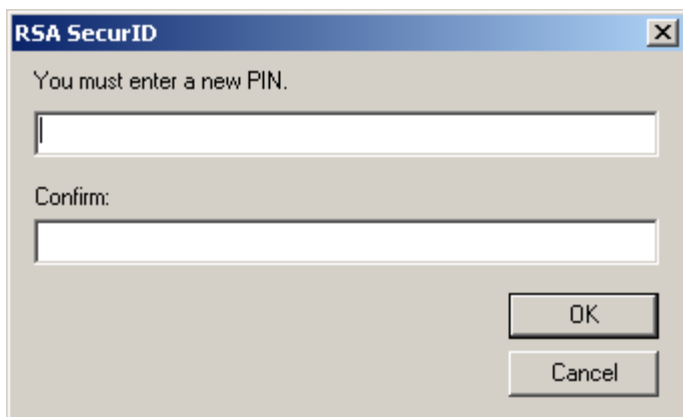 RSA SecurID
You must enter a new PIN.
Confirm:
OK
Cancel